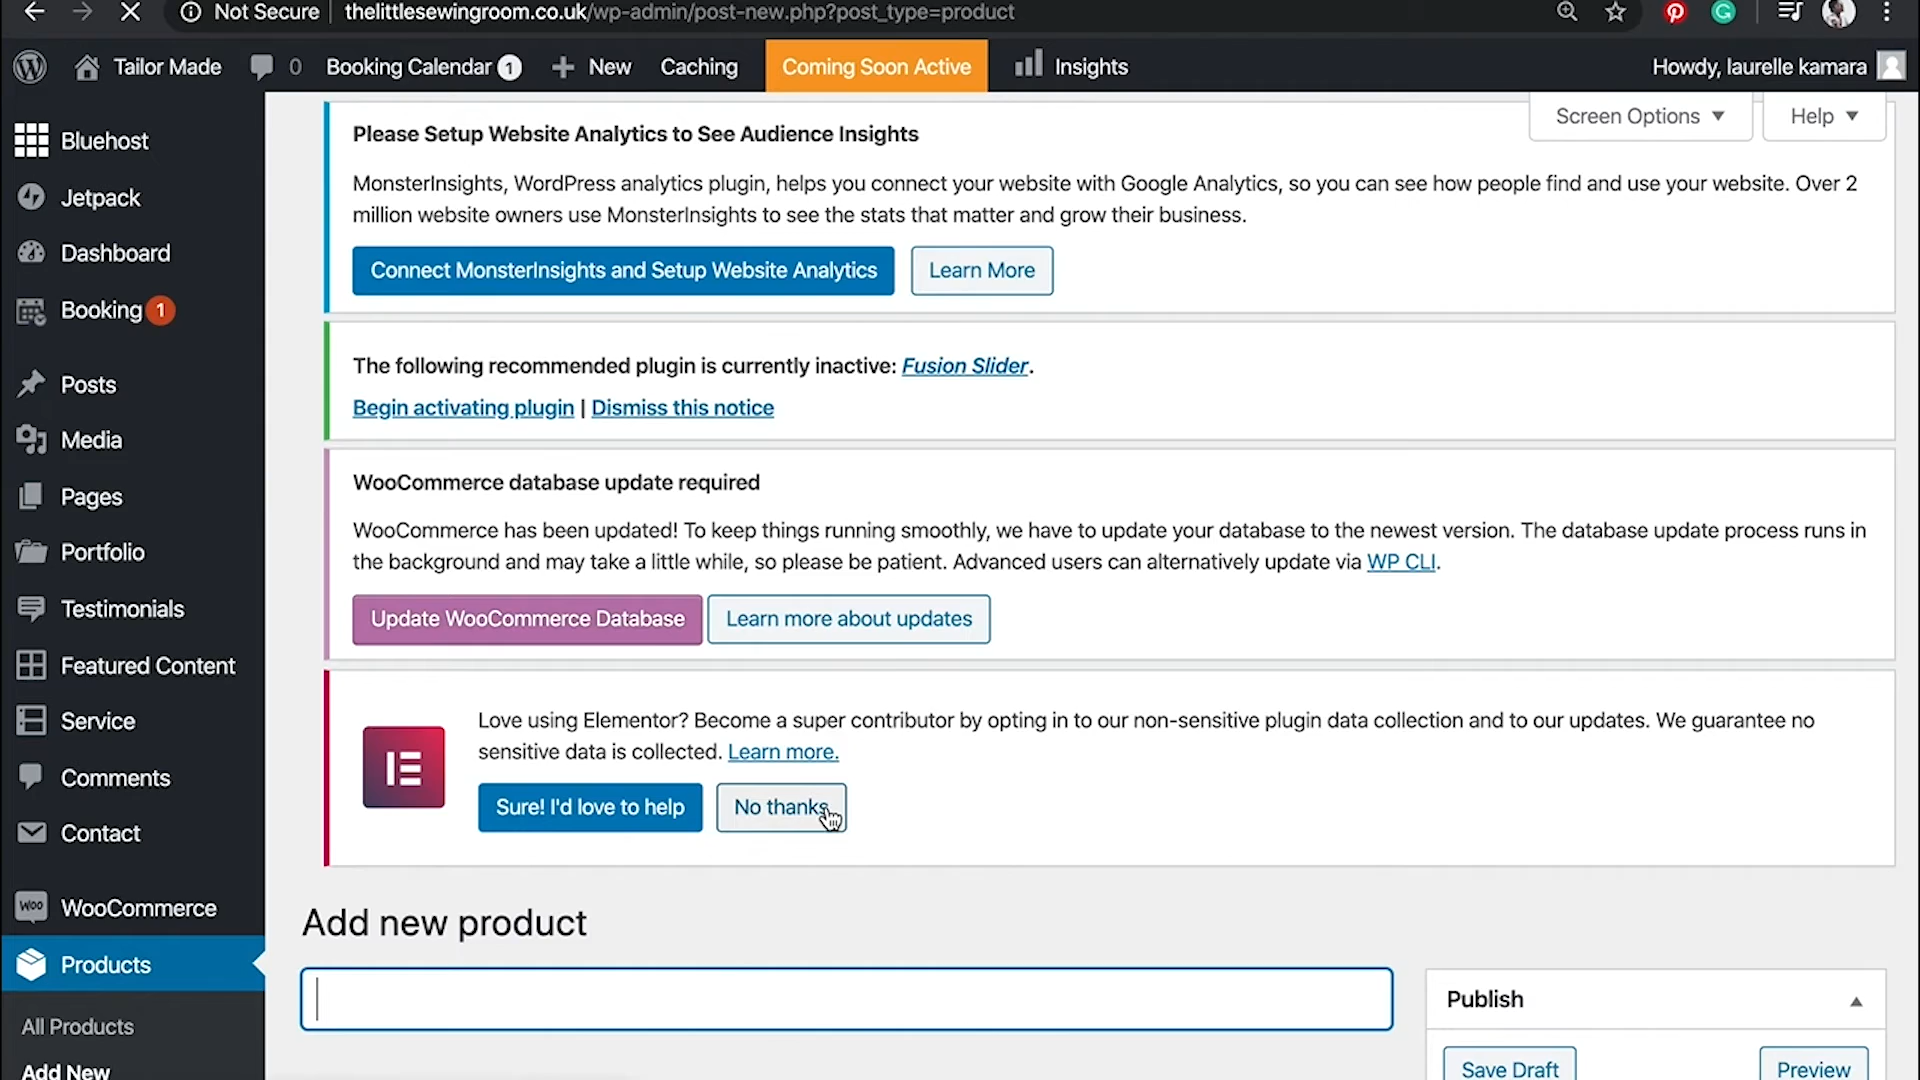 Not Secure thelittlesewingroom.co.uk/wp-admin/post-new.php?post_type=product
Tailor Made 0 Booking Calendar 1 New Caching Coming Soon Active Insights Howdy, laurelle kamara
Screen Options Help
Bluehost
Jetpack
Dashboard
Booking 1
Posts
Media
Pages
Portfolio
Testimonials
Featured Content
Service
Comments
Contact
WOO WooCommerce
Products
All Products
Add New
Please Setup Website Analytics to See Audience Insights
MonsterInsights, WordPress analytics plugin, helps you connect your website with Google Analytics, so you can see how people find and use your website. Over 2
million website owners use MonsterInsights to see the stats that matter and grow their business.
Connect MonsterInsights and Setup Website Analytics Learn More
The following recommended plugin is currently inactive: Fusion Slider.
Begin activating plugin | Dismiss this notice
WooCommerce database update required
WooCommerce has been updated! To keep things running smoothly, we have to update your database to the newest version. The database update process runs in
the background and may take a little while, so please be patient. Advanced users can alternatively update via WP CLI.
Update WooCommerce Database Learn more about updates
Love using Elementor? Become a super contributor by opting in to our non-sensitive plugin data collection and to our updates. We guarantee no
sensitive data is collected. Learn more.
Sure! I'd love to help No thanks
Add new product
Publish
Save Draft Preview